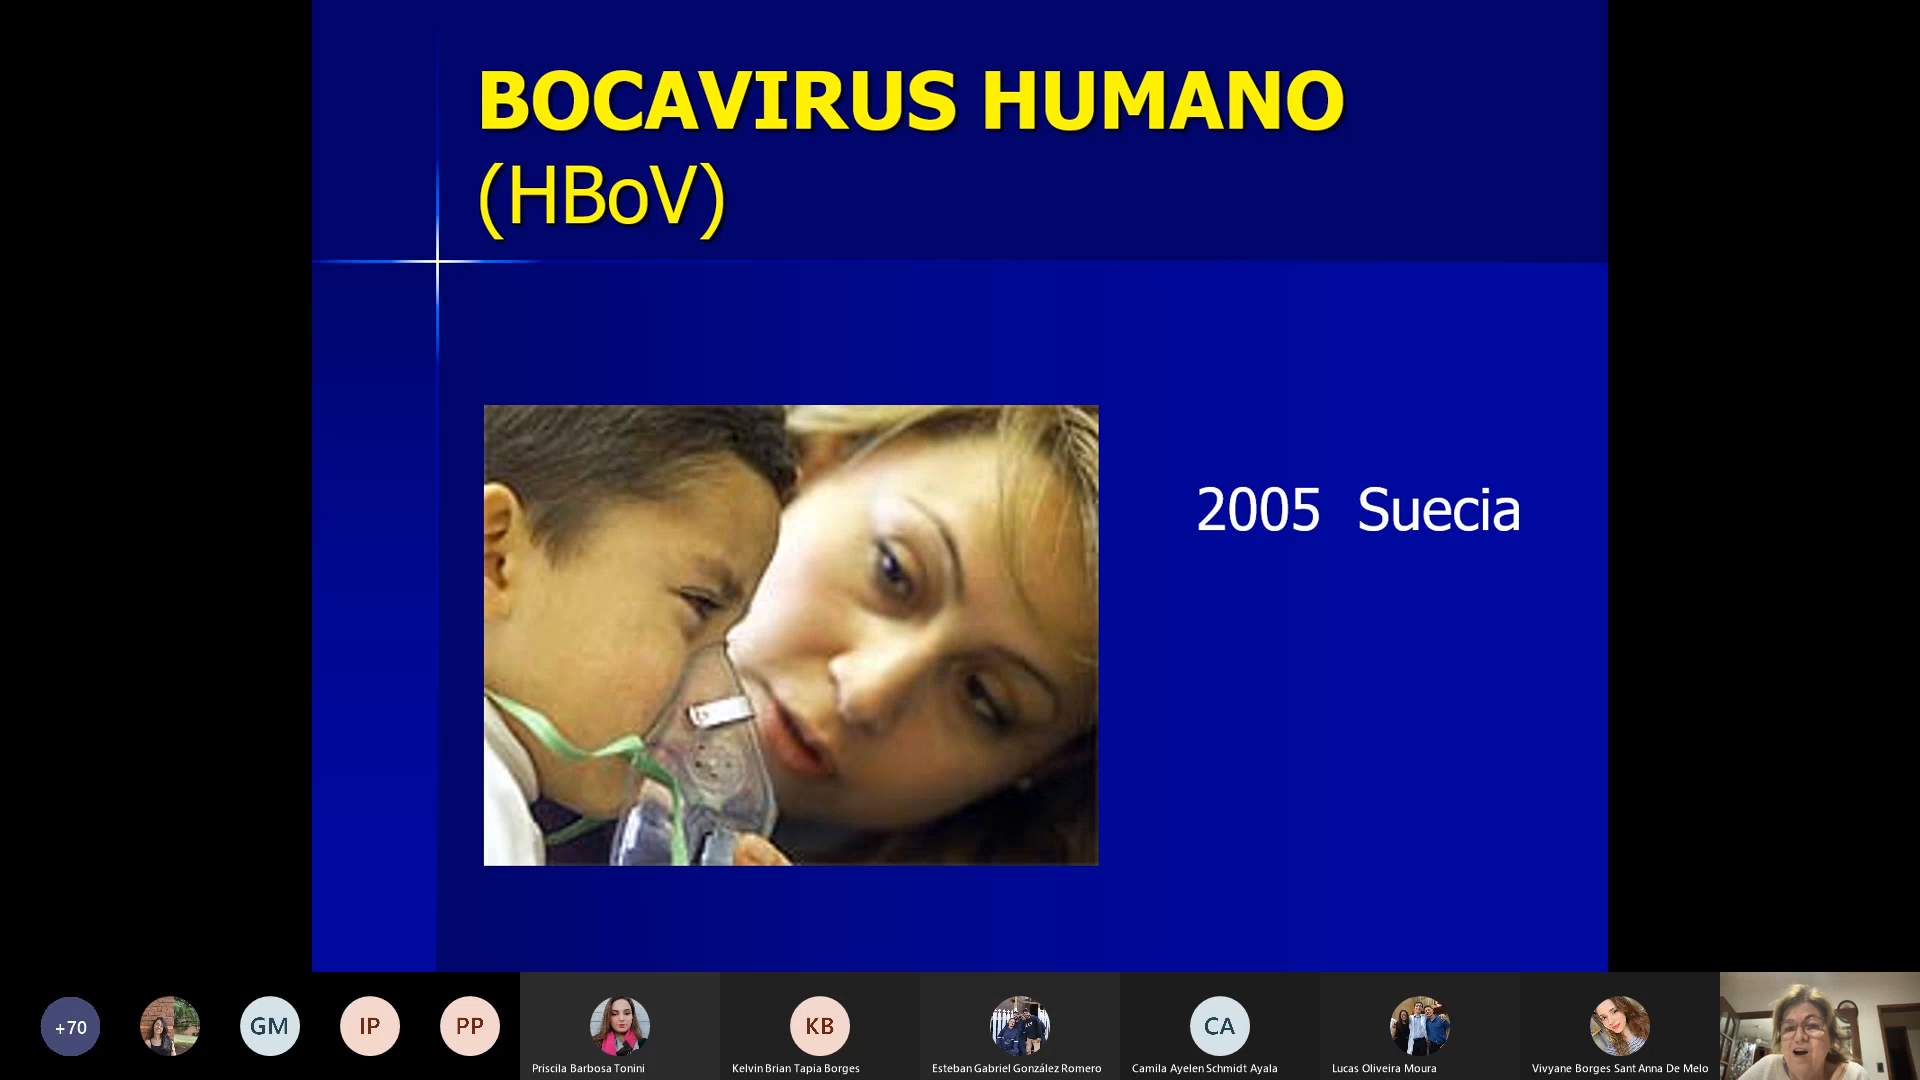 BOCAVIRUS HUMANO
(HBoV)
2005 Suecia
+70
GM
IP
PP
Priscila Barbosa Tonini
KB
Kelvin Brian Tapia Borges
Esteban Gabriel González Romero
CA
Camila Ayelen Schmidt Ayala
Lucas Oliveira Moura
Vivyane Borges Sant Anna De Melo